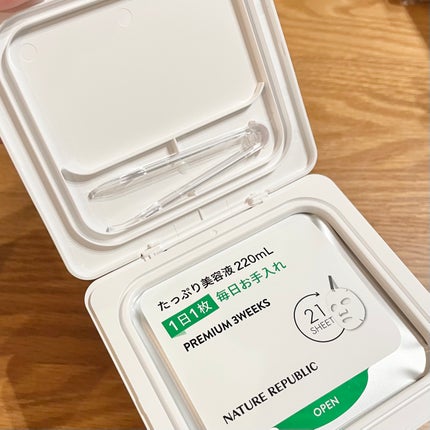 たっぷり美容液 220mL
1日1枚 毎日お手入れ
PREMIUM 3WEEKS
21
SHEET
NATURE REPUBLIC
OPEN